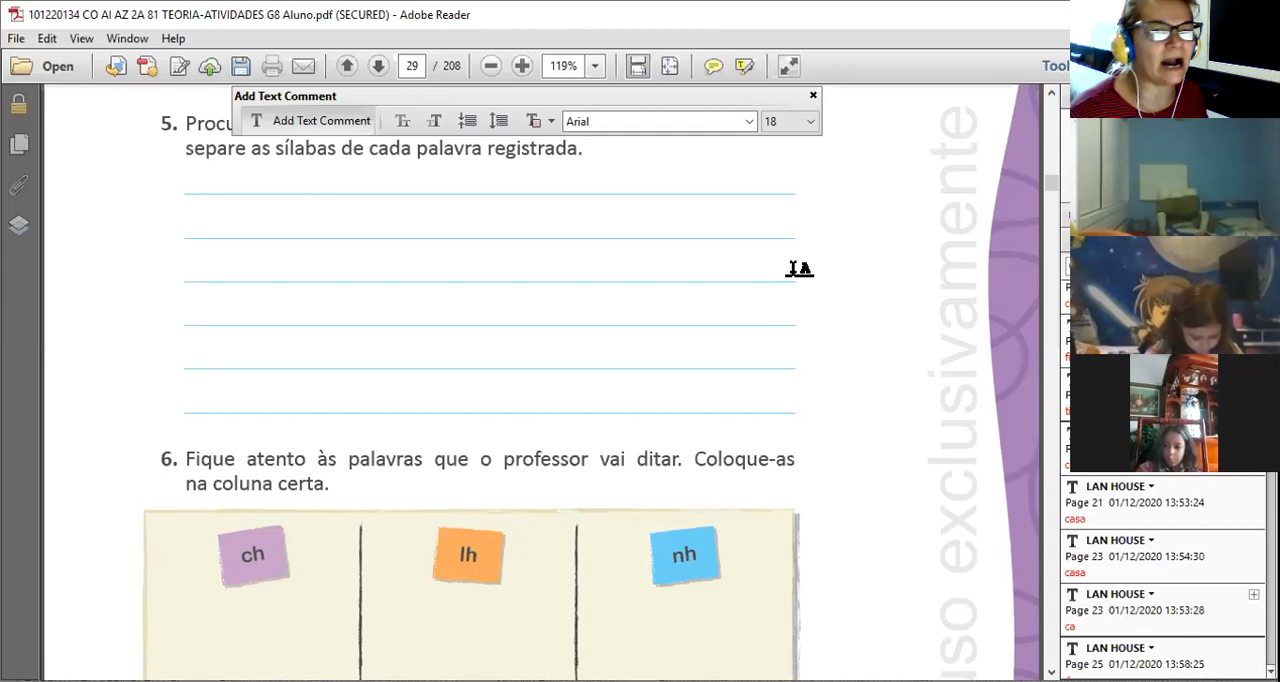 101220134 CO AI AZ 2A 81 TEORIA-ATIVIDADES G8 Aluno.pdf (SECURED) - Adobe Reader
File Edit View Window Help
Open 29 / 208 119%
Add Text Comment
Add Text Comment Arial 18
5. Procu
separe as sílabas de cada palavra registrada.
6. Fique atento às palavras que o professor vai ditar. Coloque-as
na coluna certa.
ch lh nh
uso exclusivamente
LAN HOUSE
Page 21 01/12/2020 13:53:24
casa
LAN HOUSE
Page 23 01/12/2020 13:54:30
casa
LAN HOUSE
Page 23 01/12/2020 13:53:28
ca
LAN HOUSE
Page 25 01/12/2020 13:58:25